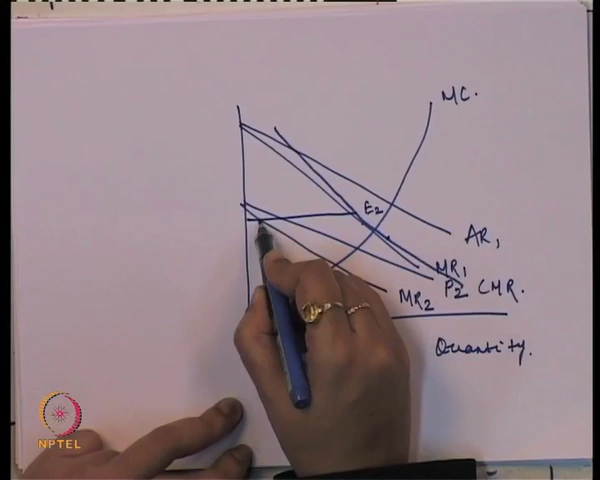 MC.
E2
AR1
MR1
P2 CMR.
MR2
Quantity.
NPTEL